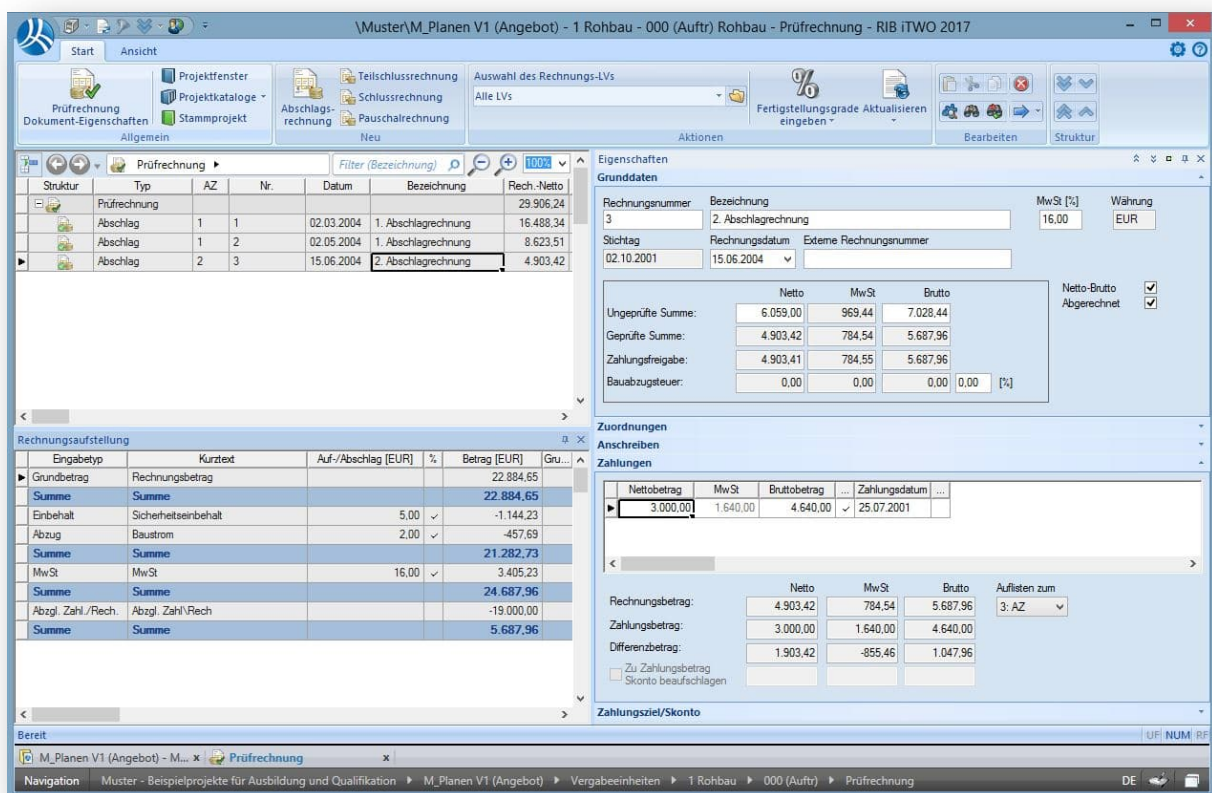 \Muster\M_Planen V1 (Angebot) - 1 Rohbau - 000 (Auftr) Rohbau - Prüfrechnung - RIB iTWO 2017
Start Ansicht
Prüfrechnung Dokument-Eigenschaften
Projektfenster
Projektkataloge
Stammprojekt
Allgemein
Abschlags-rechnung
Teilschlussrechnung
Schlussrechnung
Pauschalrechnung
Neu
Auswahl des Rechnungs-LVs
Alle LVs
Fertigstellungsgrade eingeben
Aktualisieren
Aktionen
Bearbeiten
Struktur
Prüfrechnung
Filter (Bezeichnung)
100%
Struktur Typ AZ Nr. Datum Bezeichnung Rech.-Netto
Prüfrechnung 29.906,24
Abschlag 1 1 02.03.2004 1. Abschlagrechnung 16.488,34
Abschlag 1 2 02.05.2004 1. Abschlagrechnung 8.623,51
Abschlag 2 3 15.06.2004 2. Abschlagrechnung 4.903,42
Rechnungsaufstellung
Eingabetyp Kurztext Auf-/Abschlag [EUR] % Betrag [EUR] Gru...
Grundbetrag Rechnungsbetrag 22.884,65
Summe Summe 22.884,65
Einbehalt Sicherheitseinbehalt 5,00 -1.144,23
Abzug Baustrom 2,00 -457,69
Summe Summe 21.282,73
MwSt MwSt 16,00 3.405,23
Summe Summe 24.687,96
Abzgl. Zahl./Rech. Abzgl. Zahl\Rech -19.000,00
Summe Summe 5.687,96
Eigenschaften
Grunddaten
Rechnungsnummer Bezeichnung MwSt [%] Währung
3 2. Abschlagrechnung 16,00 EUR
Stichtag Rechnungsdatum Externe Rechnungsnummer
02.10.2001 15.06.2004
Netto MwSt Brutto
Ungeprüfte Summe: 6.059,00 969,44 7.028,44
Geprüfte Summe: 4.903,42 784,54 5.687,96
Zahlungsfreigabe: 4.903,41 784,55 5.687,96
Bauabzugsteuer: 0,00 0,00 0,00 0,00 [%]
Netto-Brutto
Abgerechnet
Zuordnungen
Anschreiben
Zahlungen
Nettobetrag MwSt Bruttobetrag ... Zahlungsdatum ...
3.000,00 1.640,00 4.640,00 25.07.2001
Netto MwSt Brutto Auflisten zum
Rechnungsbetrag: 4.903,42 784,54 5.687,96 3: AZ
Zahlungsbetrag: 3.000,00 1.640,00 4.640,00
Differenzbetrag: 1.903,42 -855,46 1.047,96
Zu Zahlungsbetrag
Skonto beaufschlagen
Zahlungsziel/Skonto
Bereit UF NUM RF
M_Planen V1 (Angebot) - M... x Prüfrechnung x
Navigation Muster - Beispielprojekte für Ausbildung und Qualifikation M_Planen V1 (Angebot) Vergabeeinheiten 1 Rohbau 000 (Auftr) Prüfrechnung DE